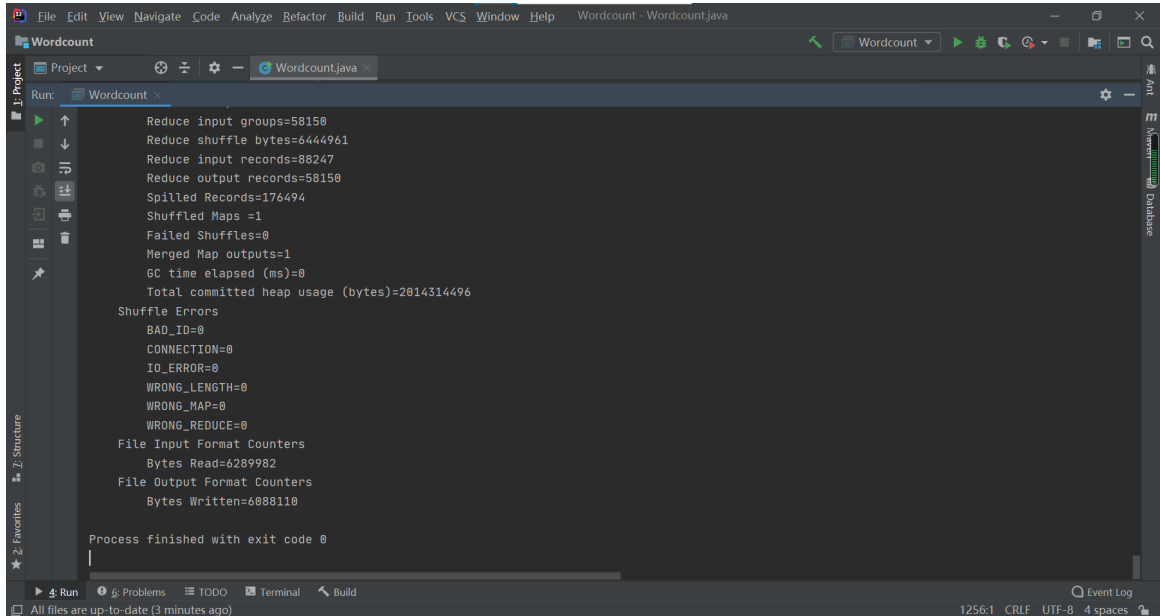 File Edit View Navigate Code Analyze Refactor Build Run Tools VCS Window Help Wordcount - Wordcount.java
Wordcount
Wordcount
1: Project
Project
Wordcount.java
Ant
Run: Wordcount
m
Reduce input groups=58150
Reduce shuffle bytes=6444961
Maven
Reduce input records=88247
Reduce output records=58150
Spilled Records=176494
Database
Shuffled Maps =1
Failed Shuffles=0
Merged Map outputs=1
GC time elapsed (ms)=0
Total committed heap usage (bytes)=2014314496
Shuffle Errors
BAD_ID=0
CONNECTION=0
IO_ERROR=0
WRONG_LENGTH=0
WRONG_MAP=0
WRONG_REDUCE=0
7: Structure
File Input Format Counters
Bytes Read=6289982
File Output Format Counters
Bytes Written=6088110
2: Favorites
Process finished with exit code 0
4: Run 6: Problems TODO Terminal Build Event Log
All files are up-to-date (3 minutes ago) 1256:1 CRLF UTF-8 4 spaces